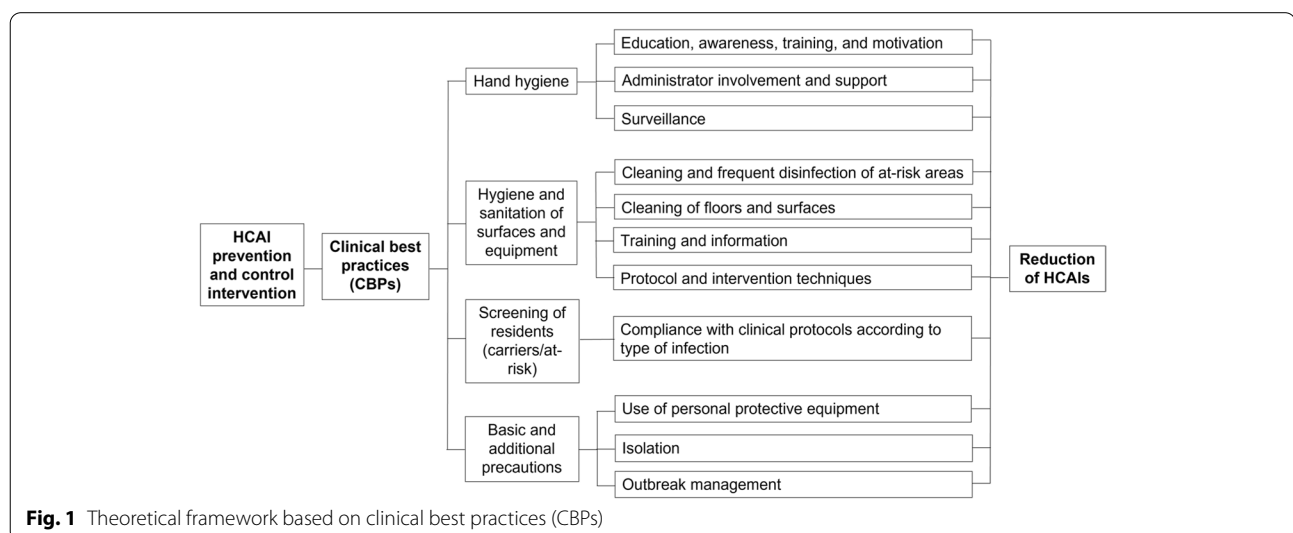 HCAI
prevention
and control
intervention
Clinical best
practices
(CBPs)
Hand hygiene
Education, awareness, training, and motivation
Administrator involvement and support
Surveillance
Hygiene and
sanitation of
surfaces and
equipment
Cleaning and frequent disinfection of at-risk areas
Cleaning of floors and surfaces
Training and information
Protocol and intervention techniques
Screening of
residents
(carriers/at-
risk)
Compliance with clinical protocols according to
type of infection
Basic and
additional
precautions
Use of personal protective equipment
Isolation
Outbreak management
Reduction
of HCAIs
Fig. 1 Theoretical framework based on clinical best practices (CBPs)